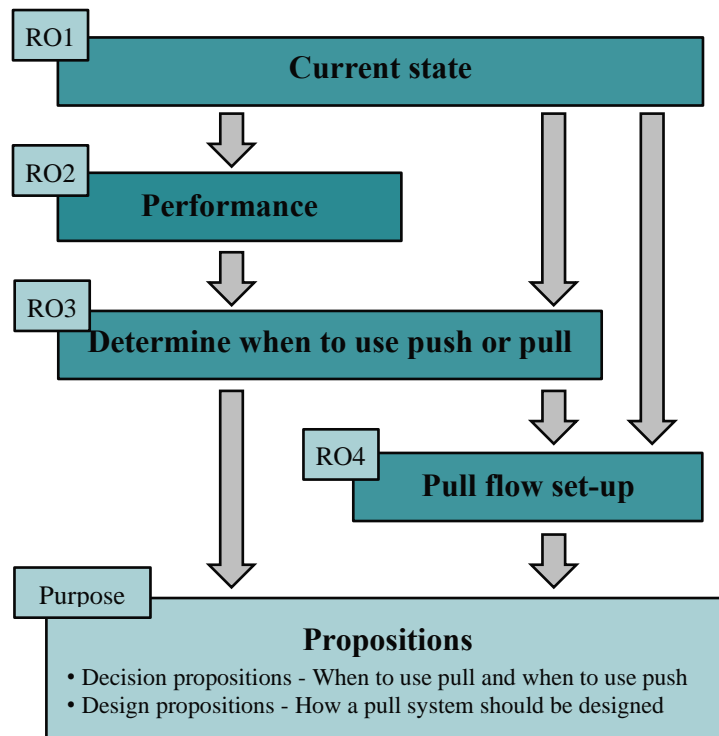 RO1
Current state
RO2
Performance
RO3
Determine when to use push or pull
RO4
Pull flow set-up
Purpose
Propositions
• Decision propositions - When to use pull and when to use push
• Design propositions - How a pull system should be designed